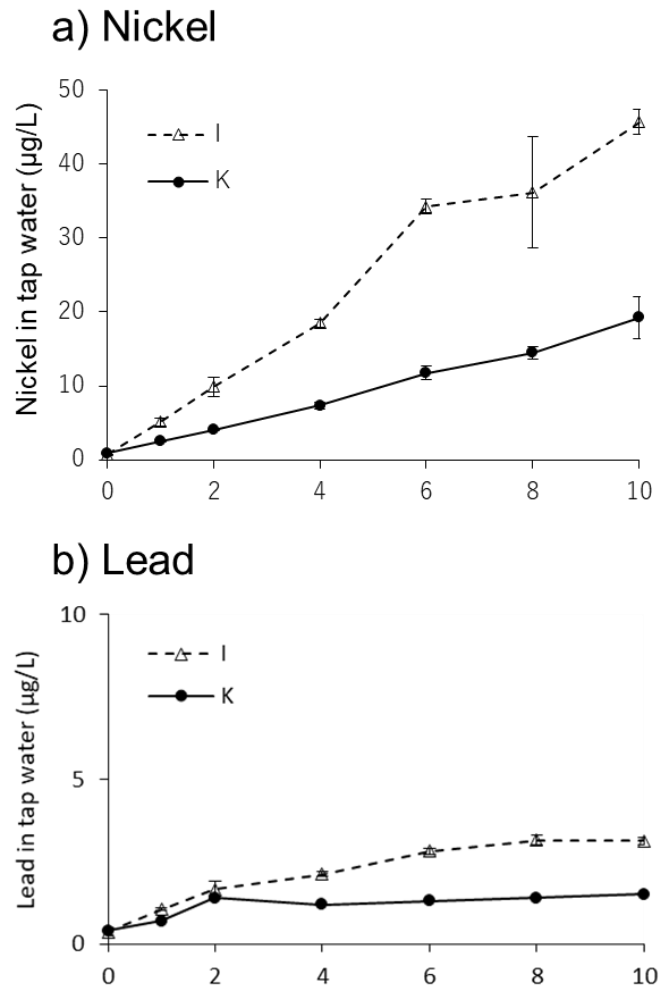 a) Nickel
Nickel in tap water (µg/L)
50
40
30
20
10
0
I
K
0 2 4 6 8 10
b) Lead
Lead in tap water (µg/L)
10
5
0
I
K
0 2 4 6 8 10